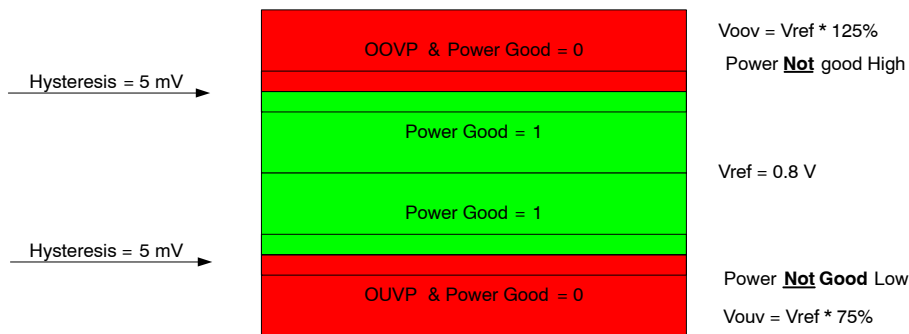 Voov = Vref * 125%
OOVP & Power Good = 0
Power Not good High
Hysteresis = 5 mV
Power Good = 1
Vref = 0.8 V
Power Good = 1
Hysteresis = 5 mV
Power Not Good Low
OUVP & Power Good = 0
Vouv = Vref * 75%